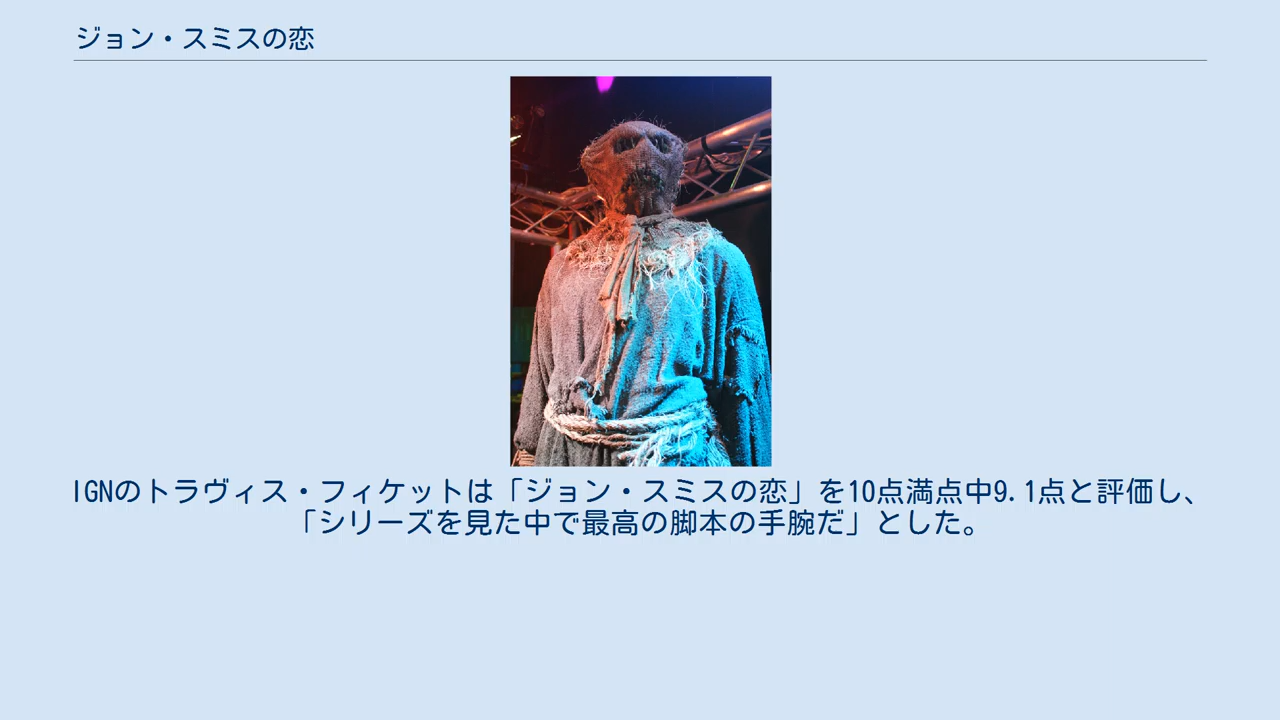 ジョン・スミスの恋
IGNのトラヴィス・フィケットは「ジョン・スミスの恋」を10点満点中9.1点と評価し、
「シリーズを見た中で最高の脚本の手腕だ」とした。